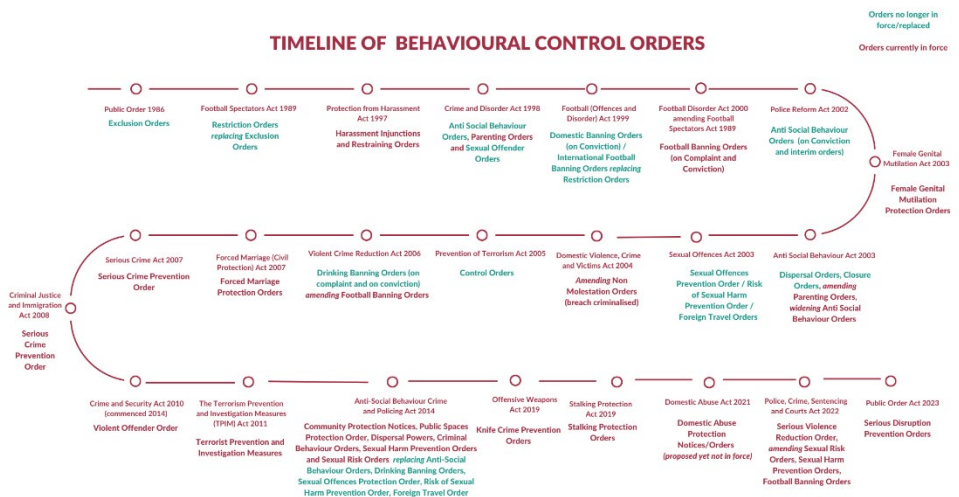 Orders no longer in
force/replaced
Orders currently in force
TIMELINE OF BEHAVIOURAL CONTROL ORDERS
Public Order 1986
Exclusion Orders
Football Spectators Act 1989
Restriction Orders
replacing Exclusion
Orders
Protection from Harassment
Act 1997
Harassment Injunctions
and Restraining Orders
Crime and Disorder Act 1998
Anti Social Behaviour
Orders, Parenting Orders
and Sexual Offender
Orders
Football (Offences and
Disorder) Act 1999
Domestic Banning Orders
(on Conviction) /
International Football
Banning Orders replacing
Restriction Orders
Football Disorder Act 2000
amending Football
Spectators Act 1989
Football Banning Orders
(on Complaint and
Conviction)
Police Reform Act 2002
Anti Social Behaviour
Orders (on Conviction
and interim orders)
Female Genital
Mutilation Act 2003
Female Genital
Mutilation
Protection Orders
Anti Social Behaviour Act 2003
Dispersal Orders, Closure
Orders, amending
Parenting Orders,
widening Anti Social
Behaviour Orders
Sexual Offences Act 2003
Sexual Offences
Prevention Order / Risk
of Sexual Harm
Prevention Order /
Foreign Travel Orders
Domestic Violence, Crime
and Victims Act 2004
Amending Non
Molestation Orders
(breach criminalised)
Prevention of Terrorism Act 2005
Control Orders
Violent Crime Reduction Act 2006
Drinking Banning Orders (on
complaint and on conviction)
amending Football Banning Orders
Forced Marriage (Civil
Protection) Act 2007
Forced Marriage
Protection Orders
Serious Crime Act 2007
Serious Crime Prevention
Order
Criminal Justice
and Immigration
Act 2008
Serious
Crime
Prevention
Order
Crime and Security Act 2010
(commenced 2014)
Violent Offender Order
The Terrorism Prevention
and Investigation Measures
(TPIM) Act 2011
Terrorist Prevention and
Investigation Measures
Anti-Social Behaviour Crime
and Policing Act 2014
Community Protection Notices, Public Spaces
Protection Order, Dispersal Powers, Criminal
Behaviour Orders, Sexual Harm Prevention Orders
and Sexual Risk Orders replacing Anti-Social
Behaviour Orders, Drinking Banning Orders,
Sexual Offences Protection Order, Risk of Sexual
Harm Prevention Order, Foreign Travel Order
Offensive Weapons
Act 2019
Knife Crime Prevention
Orders
Stalking Protection
Act 2019
Stalking Protection
Orders
Domestic Abuse Act 2021
Domestic Abuse
Protection
Notices/Orders
(proposed yet not in force)
Police, Crime, Sentencing
and Courts Act 2022
Serious Violence
Reduction Order,
amending Sexual Risk
Orders, Sexual Harm
Prevention Orders,
Football Banning Orders
Public Order Act 2023
Serious Disruption
Prevention Orders